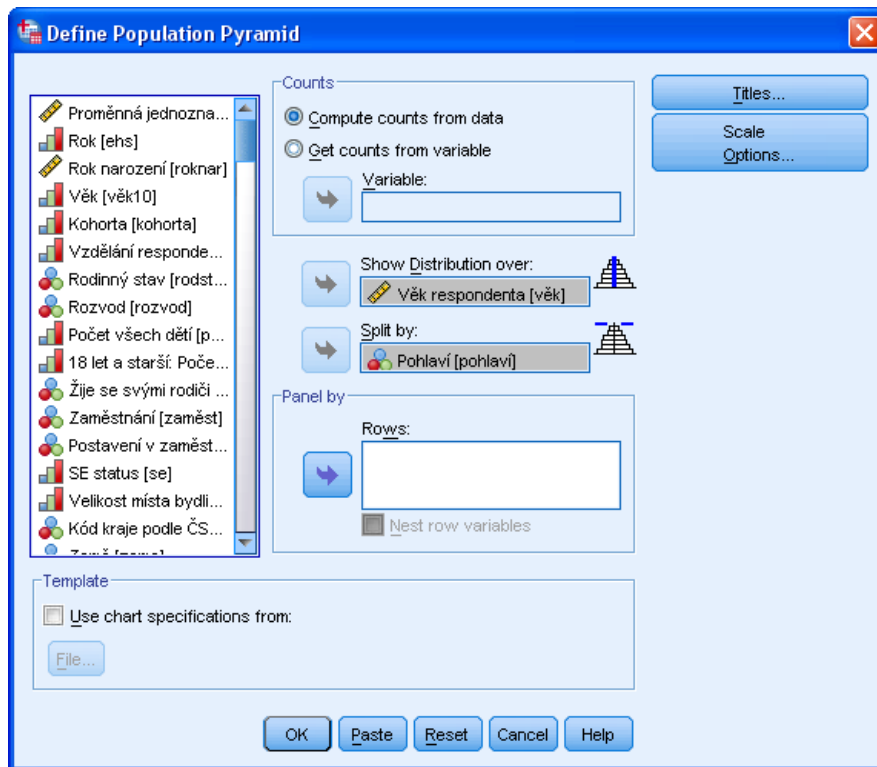 Define Population Pyramid
Proměnná jednozna...
Rok [ehs]
Rok narození [roknar]
Věk [věk10]
Kohorta [kohorta]
Vzdělání responde...
Rodinný stav [rodst...
Rozvod [rozvod]
Počet všech dětí [p...
18 let a starší: Poče...
Žije se svými rodiči ...
Zaměstnání [zaměst]
Postavení v zaměst...
SE status [se]
Velikost místa bydli...
Kód kraje podle ČS...
Counts
Compute counts from data
Get counts from variable
Variable:
Show Distribution over:
Věk respondenta [věk]
Split by:
Pohlaví [pohlaví]
Panel by
Rows:
Nest row variables
Titles...
Scale
Options...
Template
Use chart specifications from:
File...
OK
Paste
Reset
Cancel
Help